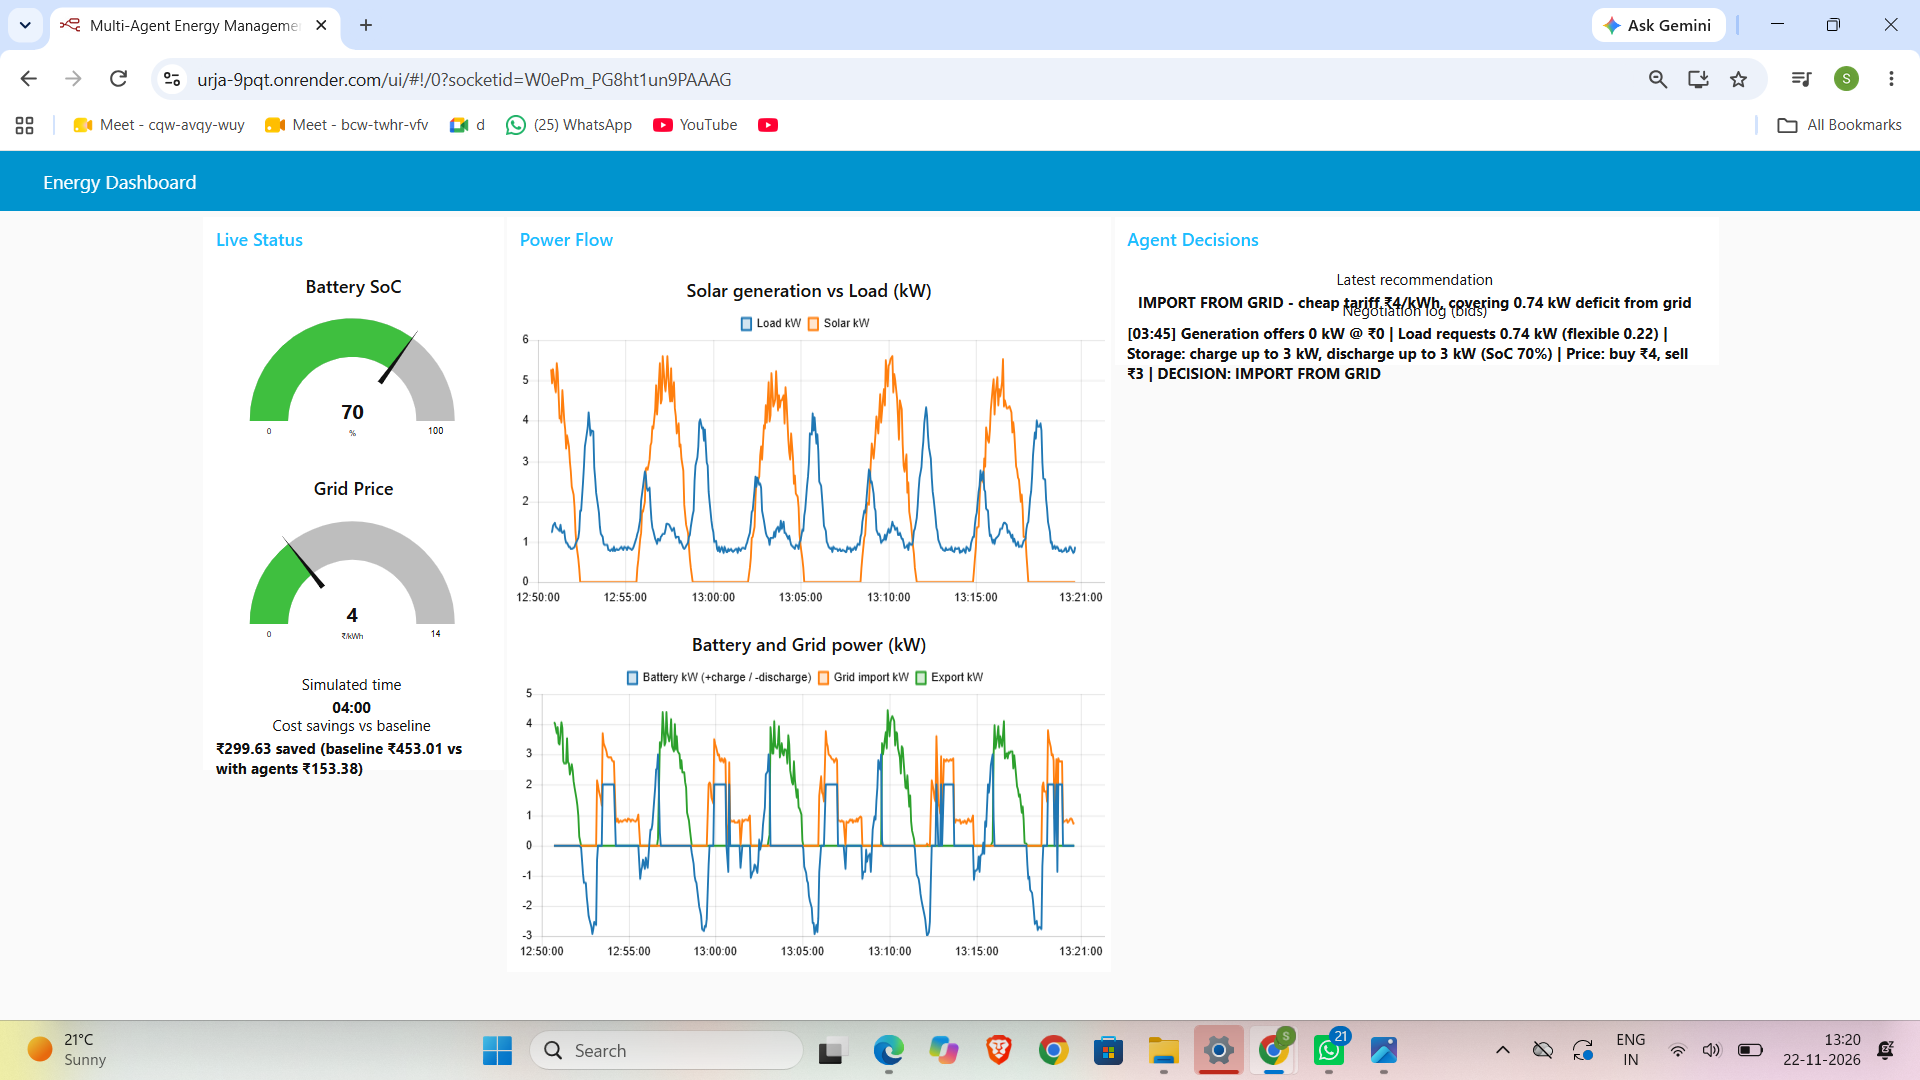 Multi-Agent Energy Manageme
Ask Gemini
urja-9pqt.onrender.com/ui/#!/0?socketid=W0ePm_PG8ht1un9PAAAG
S
Meet - cqw-avqy-wuy
Meet - bcw-twhr-vfv
d
(25) WhatsApp
YouTube
All Bookmarks
Energy Dashboard
Live Status
Battery SoC
70
%
0
100
Grid Price
4
₹/kWh
0
14
Simulated time
04:00
Cost savings vs baseline
₹299.63 saved (baseline ₹453.01 vs
with agents ₹153.38)
Power Flow
Solar generation vs Load (kW)
Load kW
Solar kW
6
5
4
3
2
1
0
12:50:00
12:55:00
13:00:00
13:05:00
13:10:00
13:15:00
13:21:00
Battery and Grid power (kW)
Battery kW (+charge / -discharge)
Grid import kW
Export kW
5
4
3
2
1
0
-1
-2
-3
12:50:00
12:55:00
13:00:00
13:05:00
13:10:00
13:15:00
13:21:00
Agent Decisions
Latest recommendation
IMPORT FROM GRID - cheap tariff ₹4/kWh, covering 0.74 kW deficit from grid
Negotiation log (bids)
[03:45] Generation offers 0 kW @ ₹0 | Load requests 0.74 kW (flexible 0.22) |
Storage: charge up to 3 kW, discharge up to 3 kW (SoC 70%) | Price: buy ₹4, sell
₹3 | DECISION: IMPORT FROM GRID
21°C
Sunny
Search
S
21
ENG
IN
13:20
22-11-2026